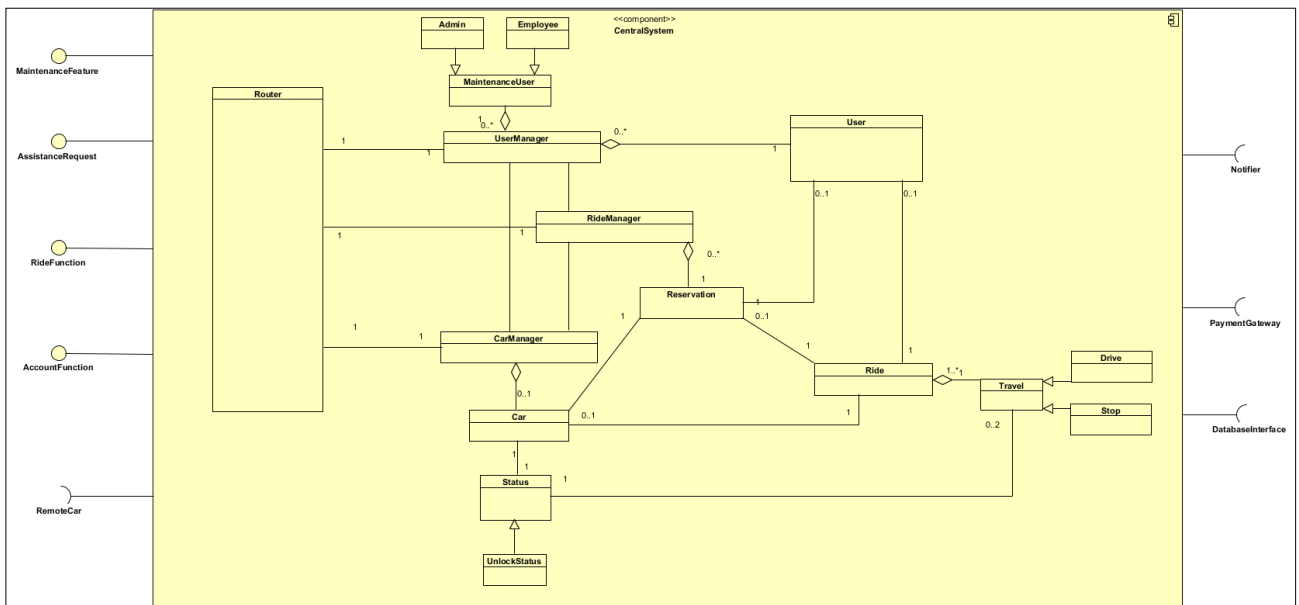 <<component>>
CentralSystem
Admin
Employee
MaintenanceFeature
MaintenanceUser
Router
User
1
0..*
UserManager
0..*
1
1
1
AssistanceRequest
Notifier
0..1
0..1
RideManager
1
1
0..*
RideFunction
1
Reservation
1
1
0..1
PaymentGateway
1
1
CarManager
1
1
AccountFunction
Ride
1..*
1
Drive
Travel
0..1
Car
0..1
1
Stop
0..2
DatabaseInterface
1
1
Status
1
RemoteCar
UnlockStatus